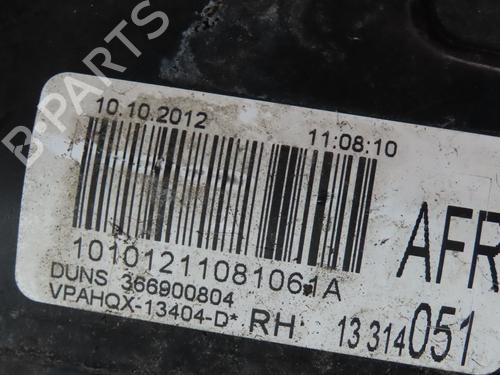 B-PARTS
10.10.2012 11:08:10
AFR
1010121108106.1A
DUNS 366900804
VPAHQX-13404-D* RH
13 314 051